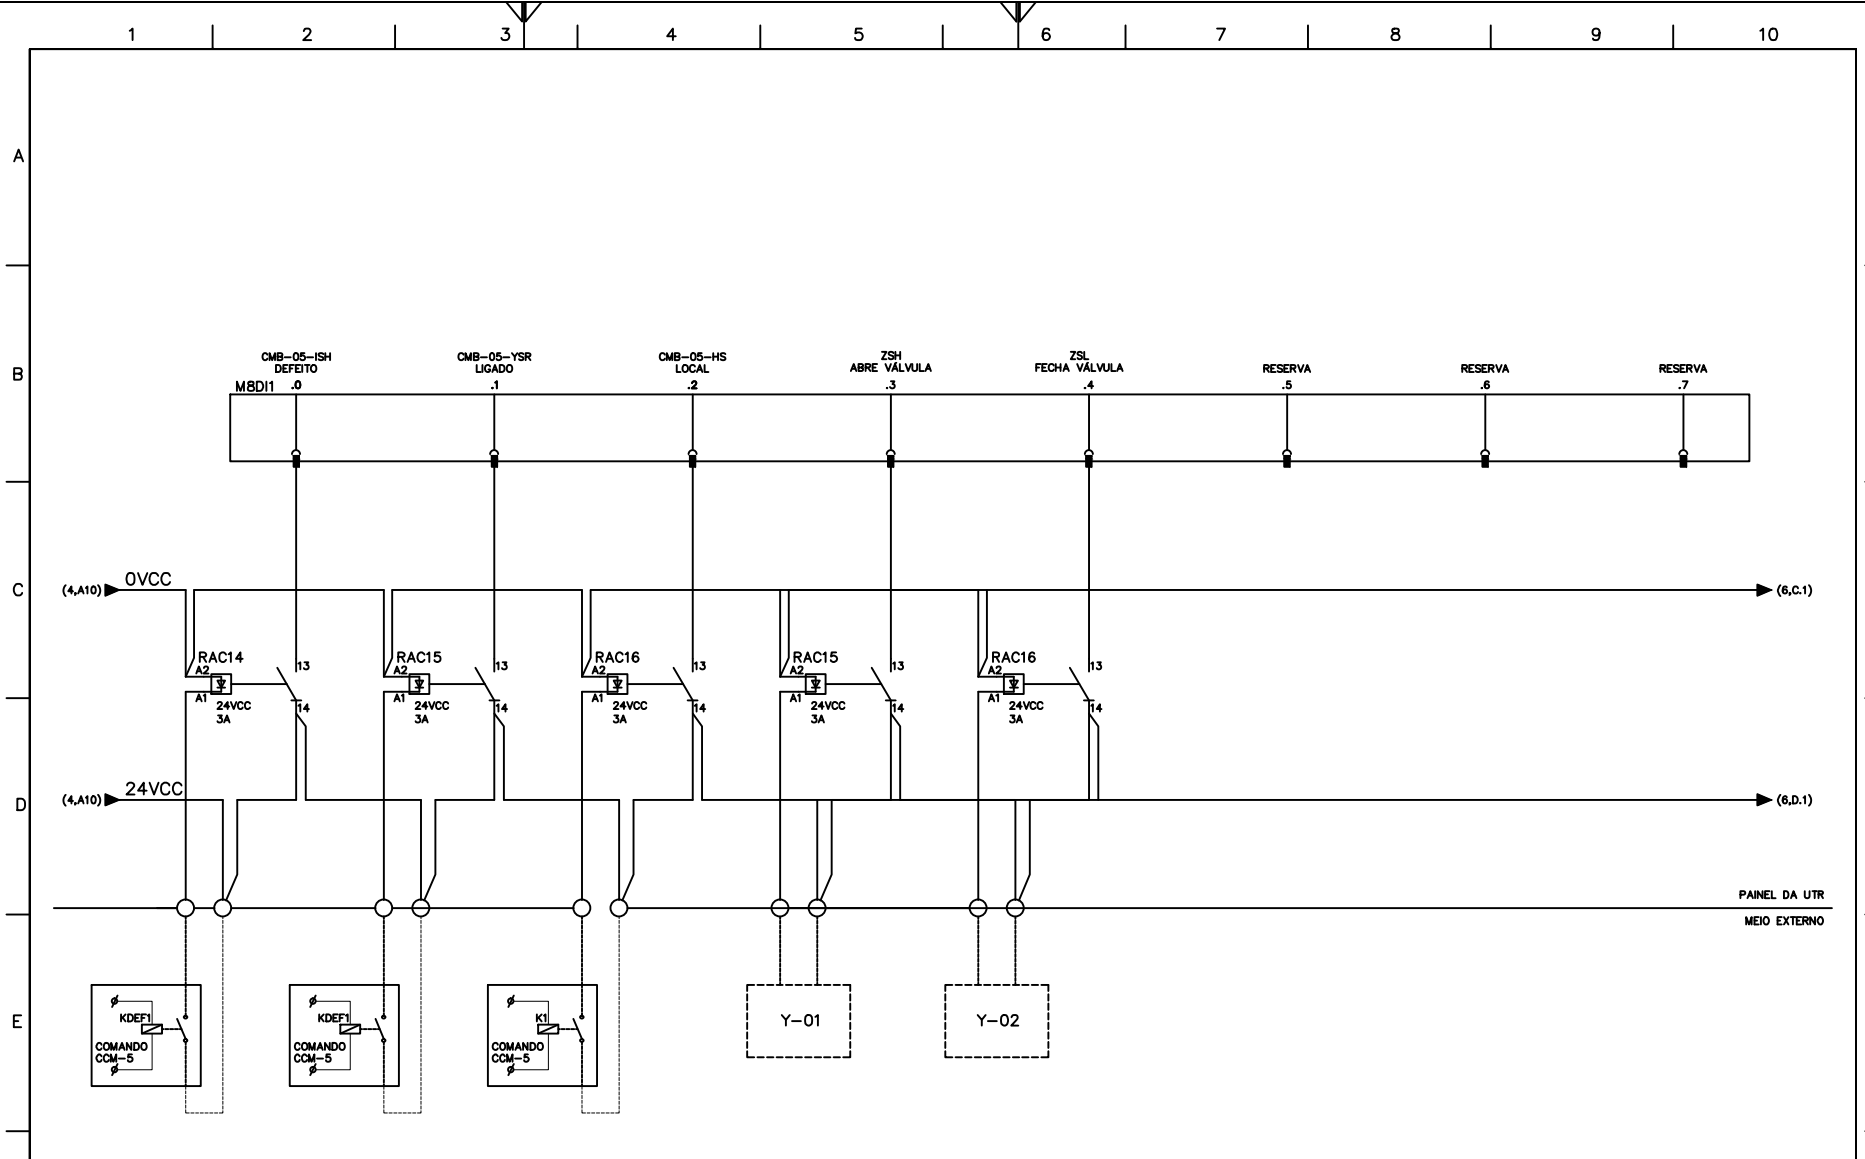 1 2 3 4 5 6 7 8 9 10
A
B
CMB-05-ISH
DEFEITO
CMB-05-YSR
LIGADO
CMB-05-HS
LOCAL
ZSH
ABRE VÁLVULA
ZSL
FECHA VÁLVULA
RESERVA
RESERVA
RESERVA
M8DI1 .0 .1 .2 .3 .4 .5 .6 .7
C
(4,A10) 0VCC (6,C.1)
RAC14
A2
A1
24VCC
3A
13
14
RAC15
A2
A1
24VCC
3A
13
14
RAC16
A2
A1
24VCC
3A
13
14
RAC15
A2
A1
24VCC
3A
13
14
RAC16
A2
A1
24VCC
3A
13
14
D
(4,A10) 24VCC (6,D.1)
PAINEL DA UTR
MEIO EXTERNO
E
KDEF1
COMANDO
CCM-5
KDEF1
COMANDO
CCM-5
K1
COMANDO
CCM-5
Y-01
Y-02